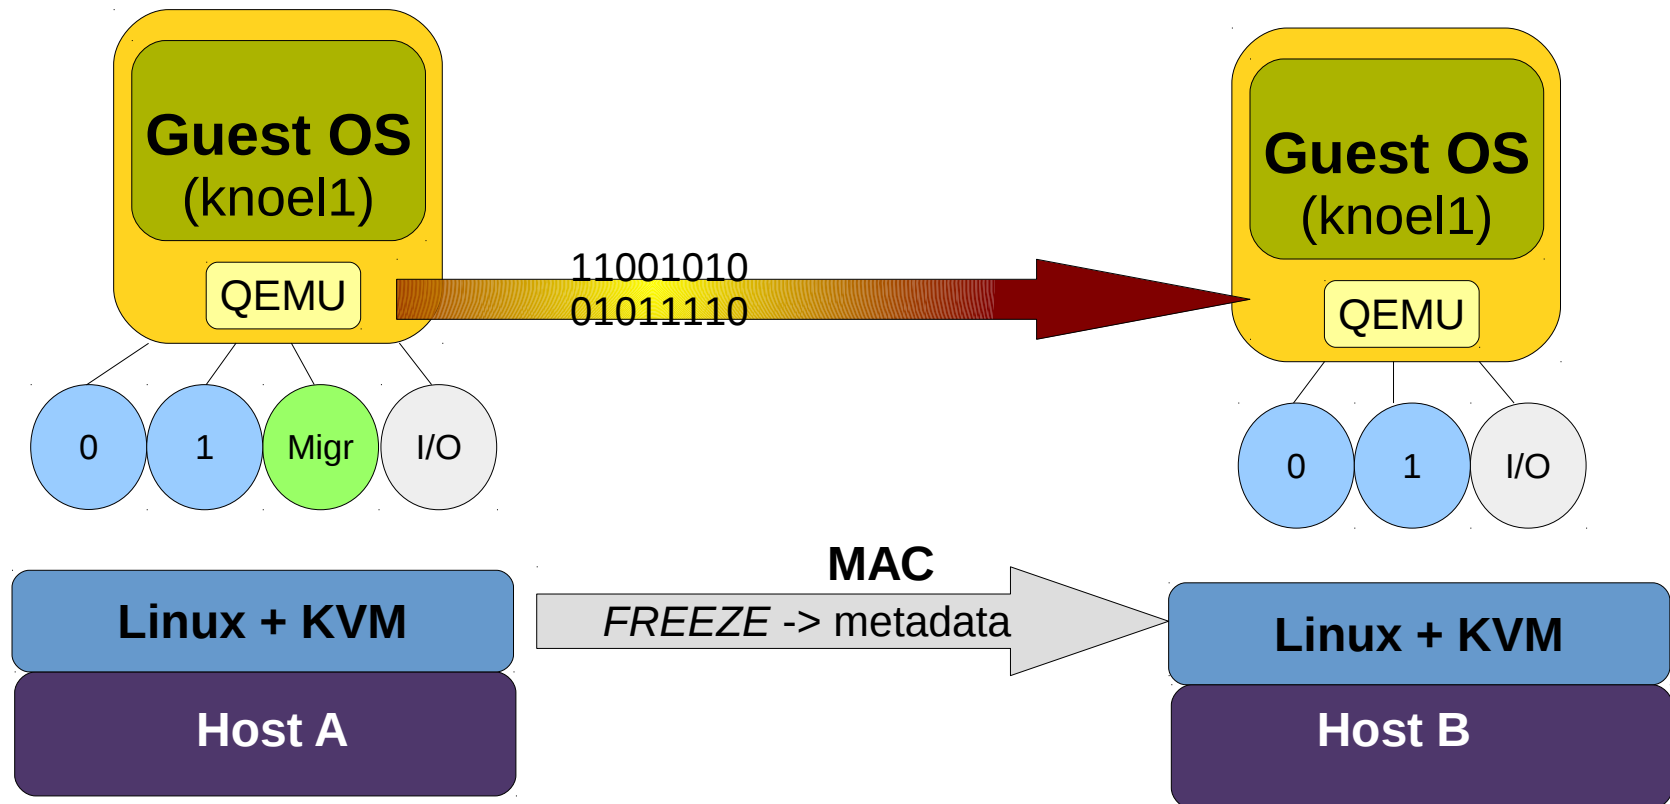 Guest OS
(knoel1)
QEMU
0
1
Migr
I/O
11001010
01011110
Guest OS
(knoel1)
QEMU
0
1
I/O
MAC
FREEZE -> metadata
Linux + KVM
Host A
Linux + KVM
Host B